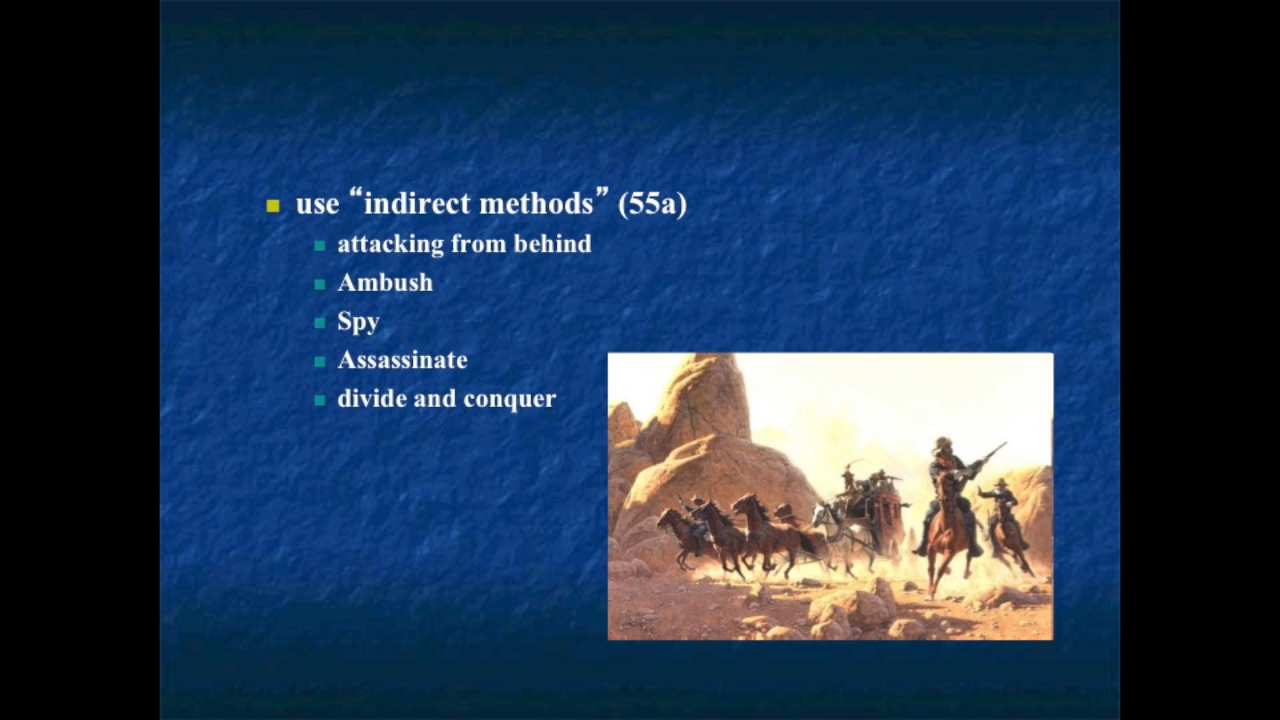 use “indirect methods” (55a)
attacking from behind
Ambush
Spy
Assassinate
divide and conquer